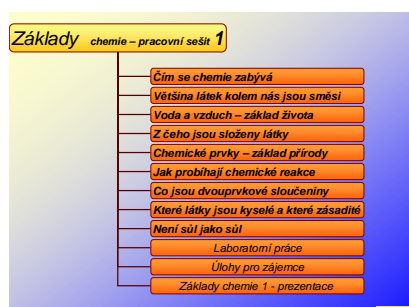 Základy chemie – pracovní sešit 1
Čím se chemie zabývá
Většina látek kolem nás jsou směsi
Voda a vzduch – základ života
Z čeho jsou složeny látky
Chemické prvky – základ přírody
Jak probíhají chemické reakce
Co jsou dvouprvkové sloučeniny
Které látky jsou kyselé a které zásadité
Není sůl jako sůl
Laboratorní práce
Úlohy pro zájemce
Základy chemie 1 - prezentace